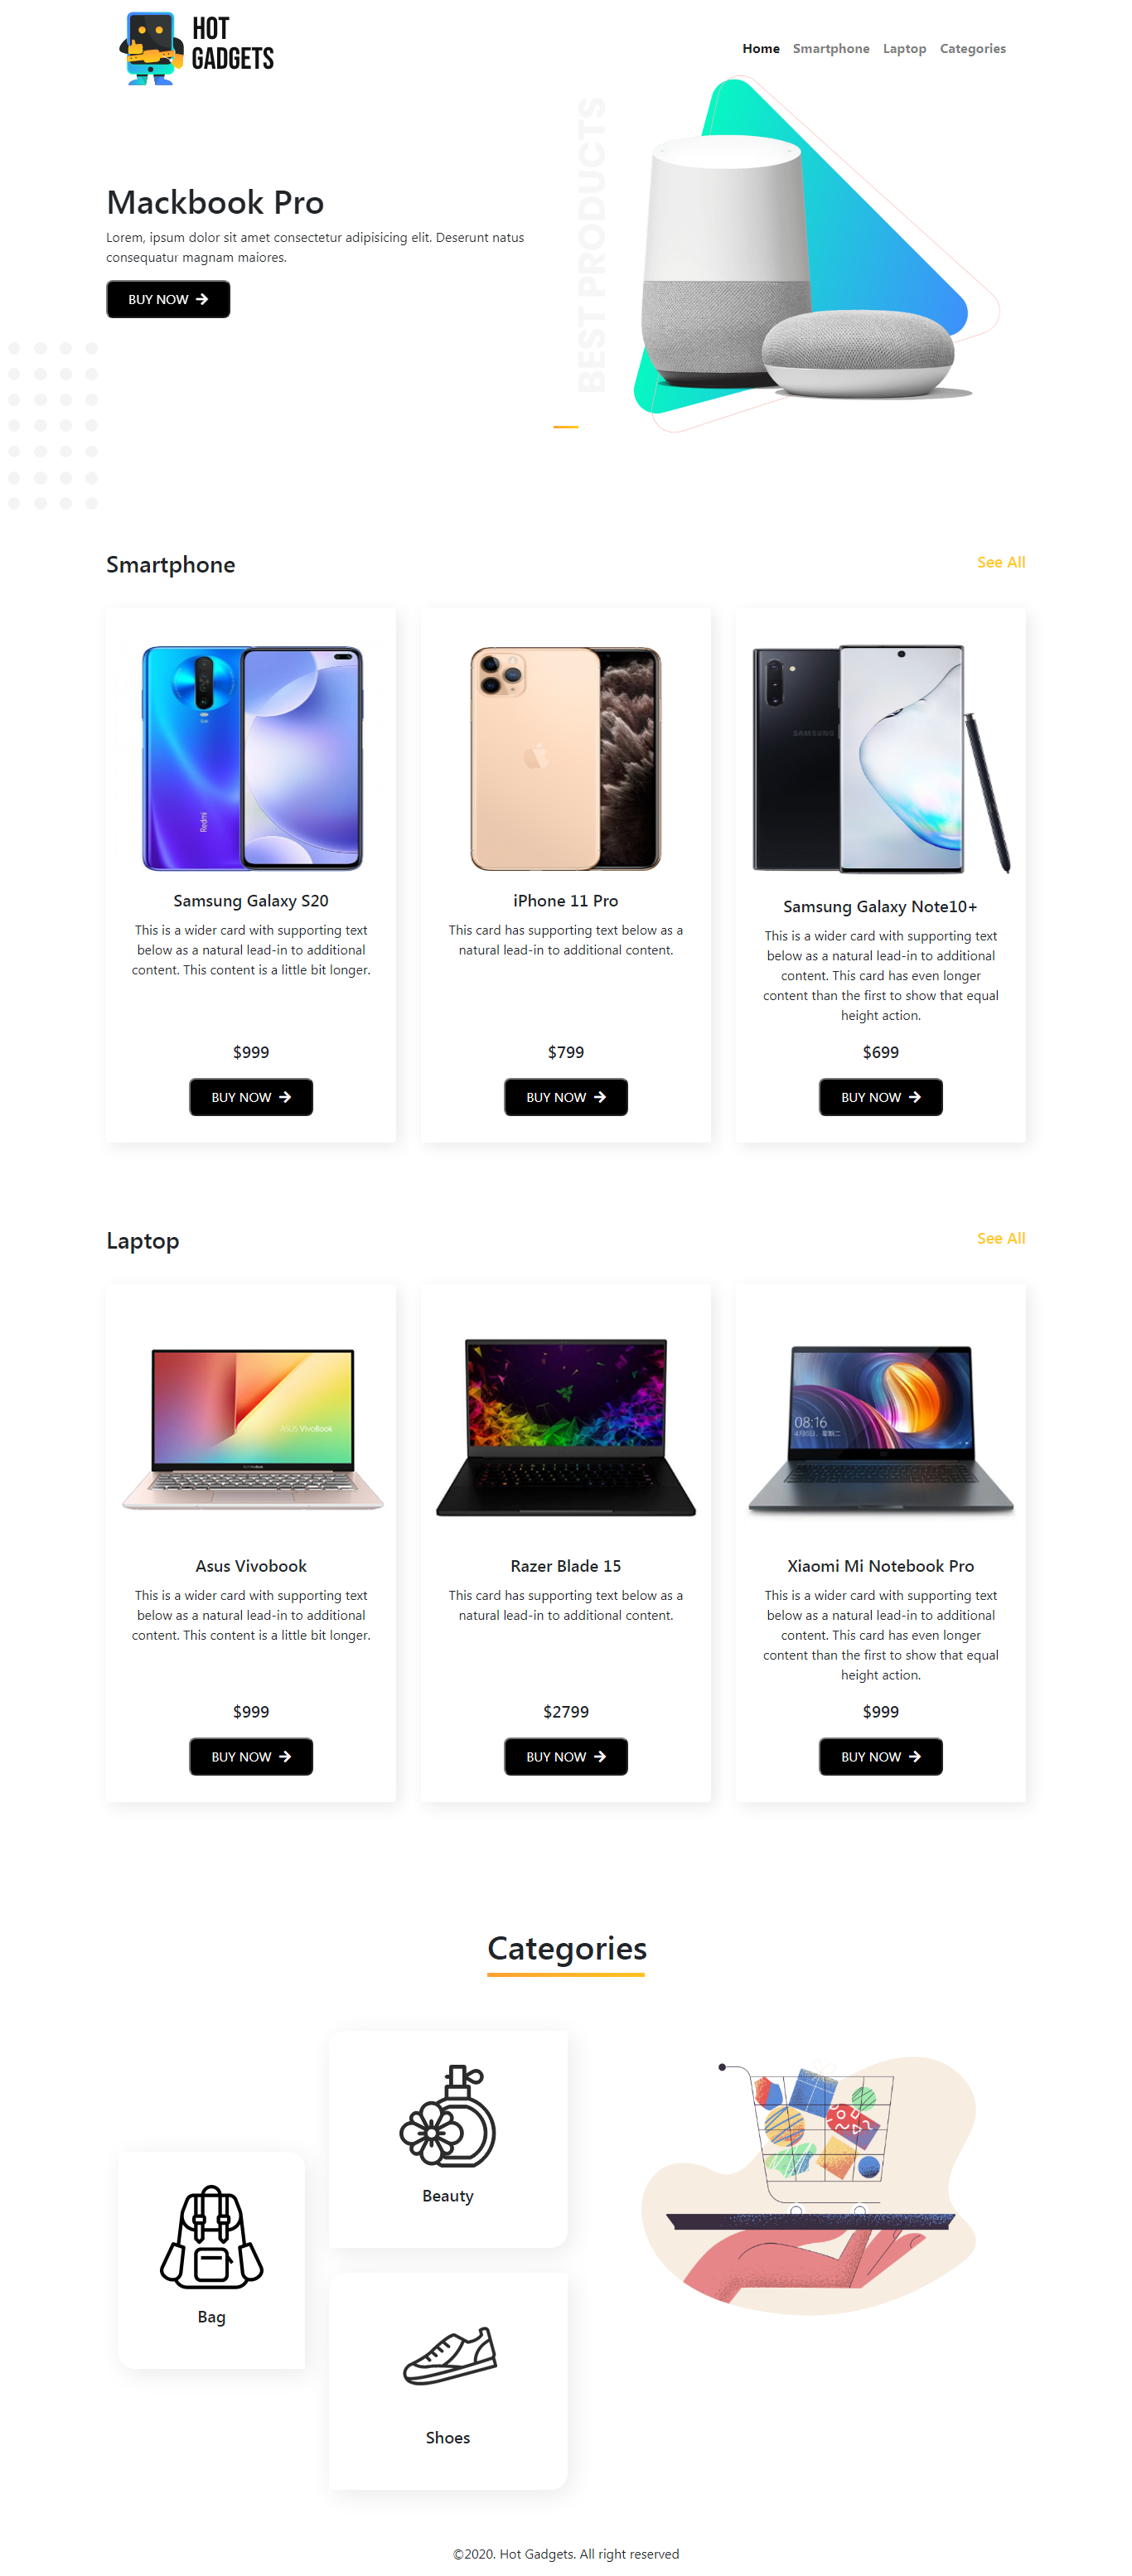 HOT
GADGETS
Home Smartphone Laptop Categories
BEST PRODUCTS
Mackbook Pro
Lorem, ipsum dolor sit amet consectetur adipisicing elit. Deserunt natus
consequatur magnam maiores.
BUY NOW
Smartphone
See All
Redmi
SAMSUNG
Samsung Galaxy S20
This is a wider card with supporting text
below as a natural lead-in to additional
content. This content is a little bit longer.
$999
BUY NOW
iPhone 11 Pro
This card has supporting text below as a
natural lead-in to additional content.
$799
BUY NOW
Samsung Galaxy Note10+
This is a wider card with supporting text
below as a natural lead-in to additional
content. This card has even longer
content than the first to show that equal
height action.
$699
BUY NOW
Laptop
See All
ASUS VivoBook
08:16
Asus Vivobook
This is a wider card with supporting text
below as a natural lead-in to additional
content. This content is a little bit longer.
$999
BUY NOW
Razer Blade 15
This card has supporting text below as a
natural lead-in to additional content.
$2799
BUY NOW
Xiaomi Mi Notebook Pro
This is a wider card with supporting text
below as a natural lead-in to additional
content. This card has even longer
content than the first to show that equal
height action.
$999
BUY NOW
Categories
Beauty
Bag
Shoes
©2020. Hot Gadgets. All right reserved